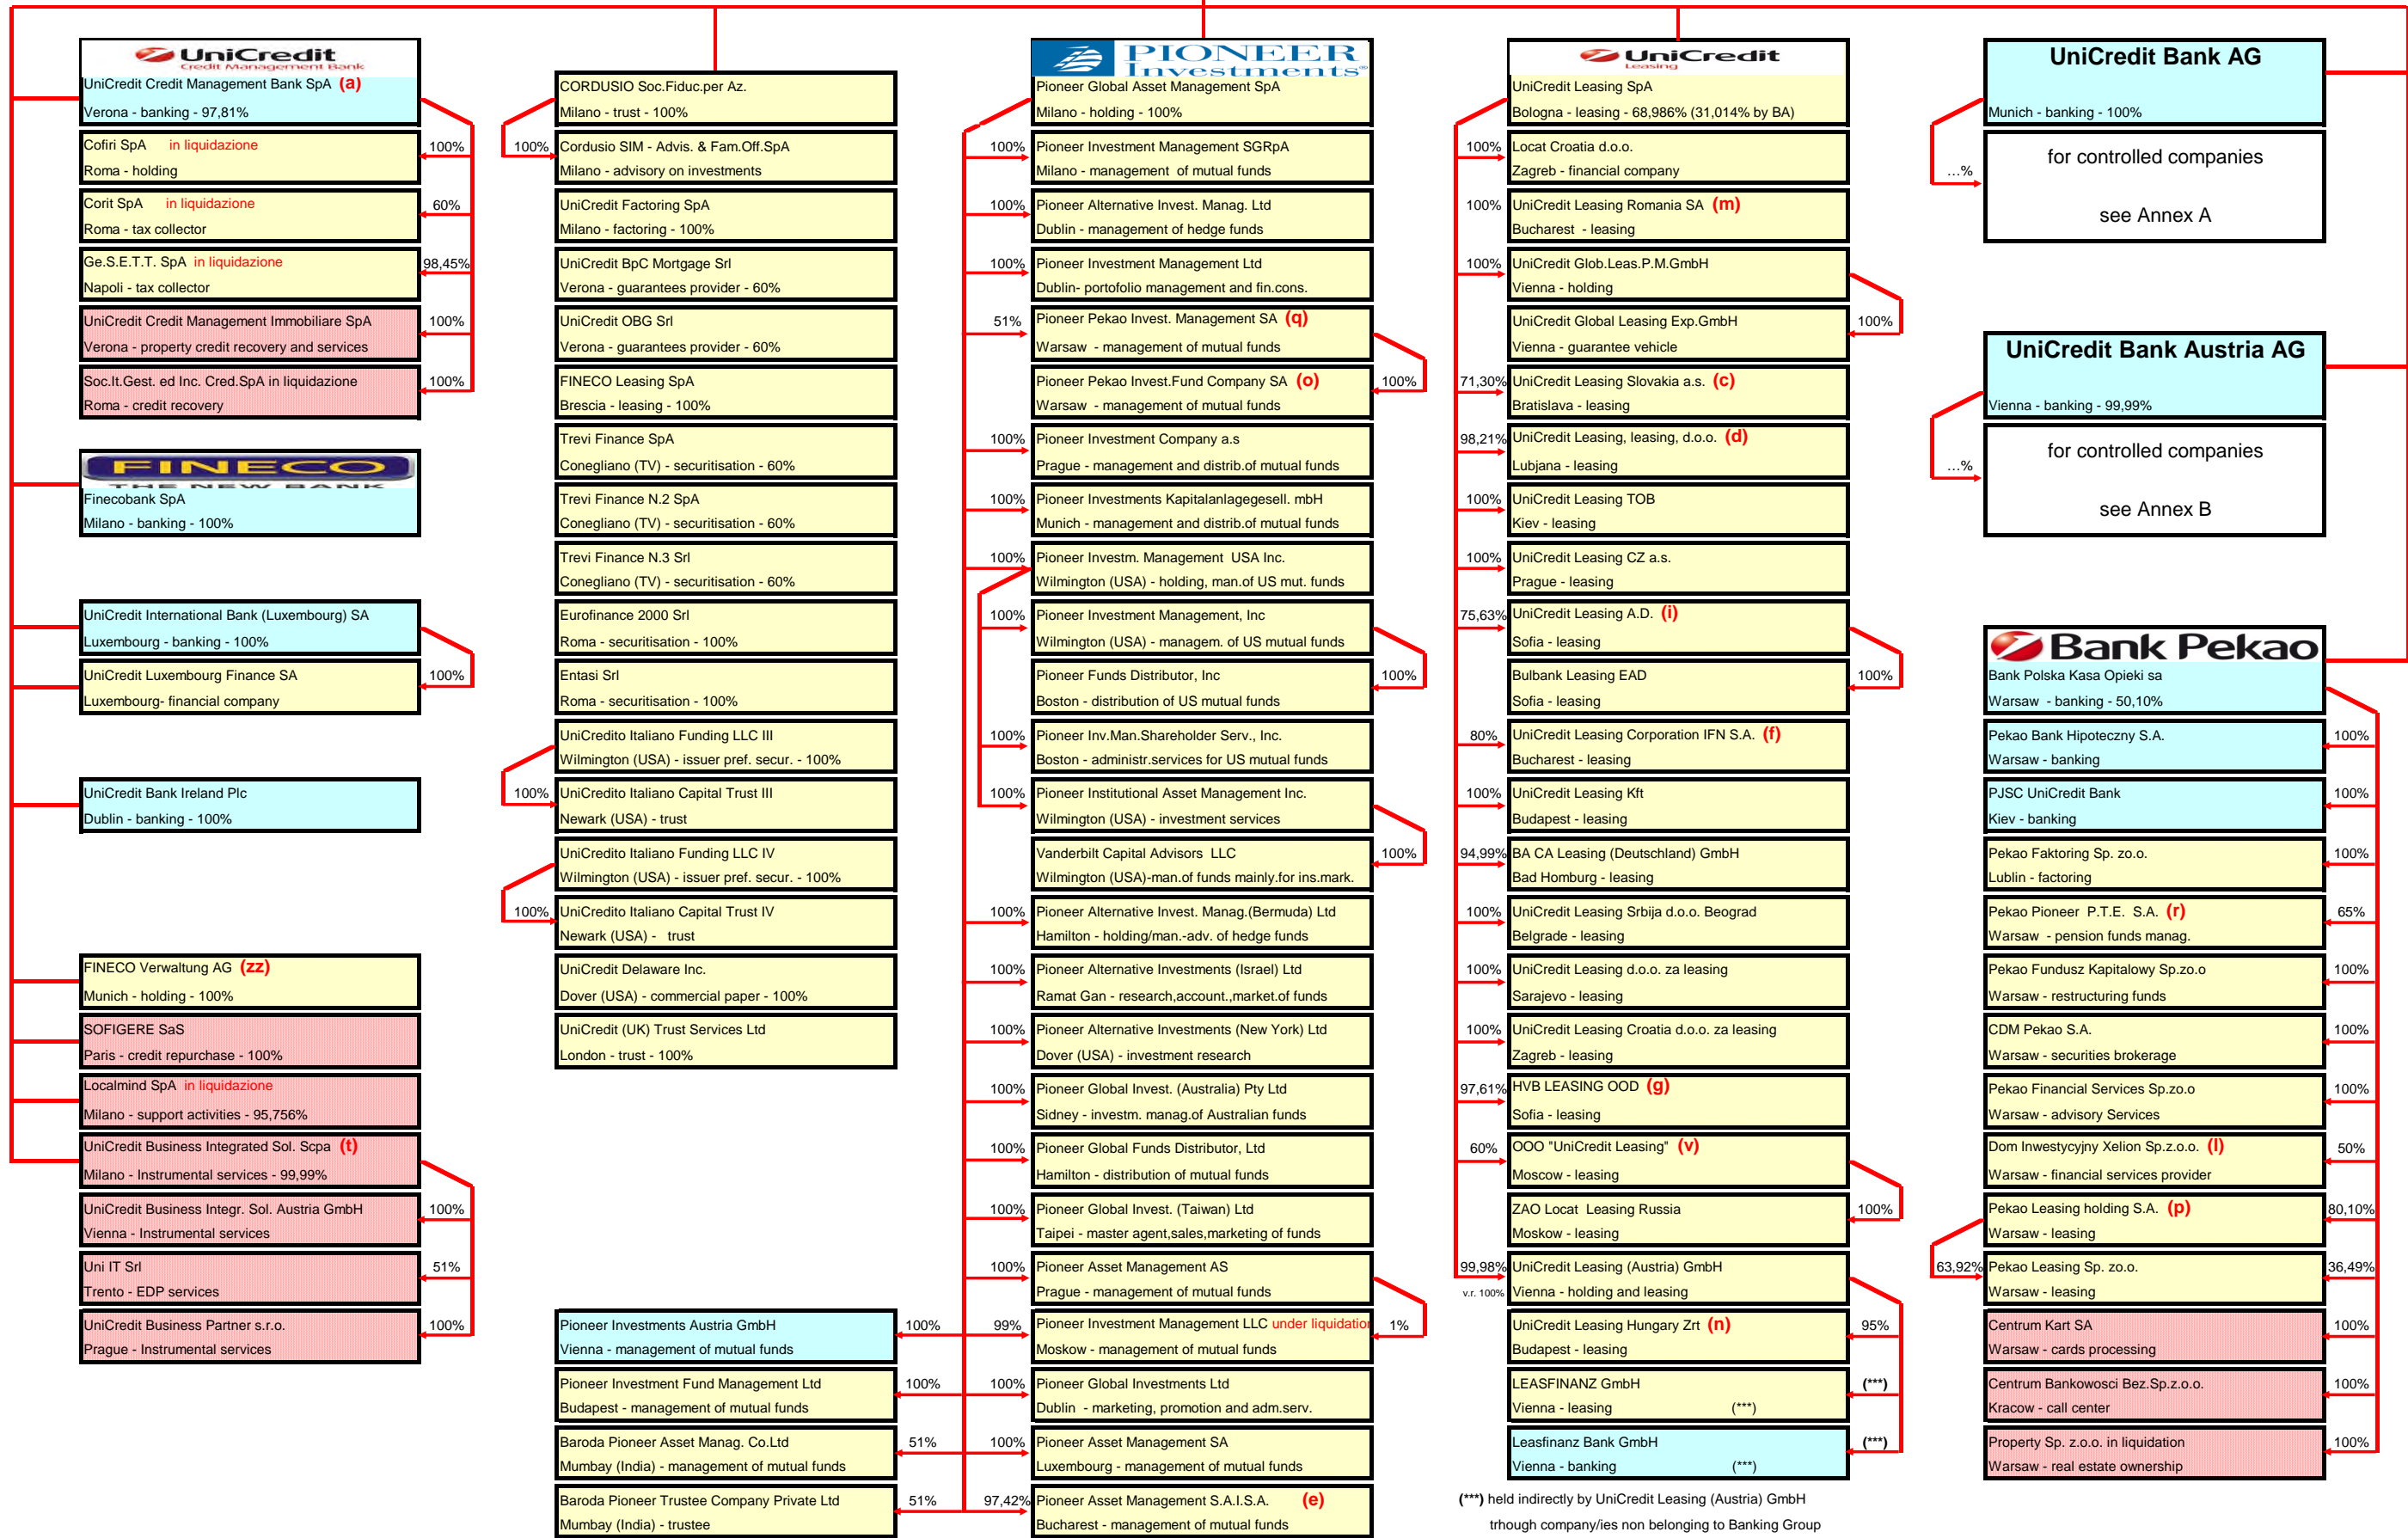 UniCredit
Credit Management Bank
UniCredit Credit Management Bank SpA (a)
Verona - banking - 97,81%
Cofiri SpA in liquidazione
100%
Roma - holding
Corit SpA in liquidazione
60%
Roma - tax collector
Ge.S.E.T.T. SpA in liquidazione
98,45%
Napoli - tax collector
UniCredit Credit Management Immobiliare SpA
100%
Verona - property credit recovery and services
Soc.It.Gest. ed Inc. Cred.SpA in liquidazione
100%
Roma - credit recovery
FINECO
THE NEW BANK
Finecobank SpA
Milano - banking - 100%
UniCredit International Bank (Luxembourg) SA
Luxembourg - banking - 100%
UniCredit Luxembourg Finance SA
100%
Luxembourg- financial company
UniCredit Bank Ireland Plc
Dublin - banking - 100%
FINECO Verwaltung AG (zz)
Munich - holding - 100%
SOFIGERE SaS
Paris - credit repurchase - 100%
Localmind SpA in liquidazione
Milano - support activities - 95,756%
UniCredit Business Integrated Sol. Scpa (t)
Milano - Instrumental services - 99,99%
UniCredit Business Integr. Sol. Austria GmbH
100%
Vienna - Instrumental services
Uni IT Srl
51%
Trento - EDP services
UniCredit Business Partner s.r.o.
100%
Prague - Instrumental services
CORDUSIO Soc.Fiduc.per Az.
Milano - trust - 100%
100%
Cordusio SIM - Advis. & Fam.Off.SpA
Milano - advisory on investments
UniCredit Factoring SpA
Milano - factoring - 100%
UniCredit BpC Mortgage Srl
Verona - guarantees provider - 60%
UniCredit OBG Srl
Verona - guarantees provider - 60%
FINECO Leasing SpA
Brescia - leasing - 100%
Trevi Finance SpA
Conegliano (TV) - securitisation - 60%
Trevi Finance N.2 SpA
Conegliano (TV) - securitisation - 60%
Trevi Finance N.3 Srl
Conegliano (TV) - securitisation - 60%
Eurofinance 2000 Srl
Roma - securitisation - 100%
Entasi Srl
Roma - securitisation - 100%
UniCredito Italiano Funding LLC III
Wilmington (USA) - issuer pref. secur. - 100%
100%
UniCredito Italiano Capital Trust III
Newark (USA) - trust
UniCredito Italiano Funding LLC IV
Wilmington (USA) - issuer pref. secur. - 100%
100%
UniCredito Italiano Capital Trust IV
Newark (USA) - trust
UniCredit Delaware Inc.
Dover (USA) - commercial paper - 100%
UniCredit (UK) Trust Services Ltd
London - trust - 100%
Pioneer Investments Austria GmbH
100%
Vienna - management of mutual funds
Pioneer Investment Fund Management Ltd
100%
Budapest - management of mutual funds
Baroda Pioneer Asset Manag. Co.Ltd
51%
Mumbay (India) - management of mutual funds
Baroda Pioneer Trustee Company Private Ltd
51%
Mumbay (India) - trustee
PIONEER
Investments®
Pioneer Global Asset Management SpA
Milano - holding - 100%
100%
Pioneer Investment Management SGRpA
Milano - management of mutual funds
100%
Pioneer Alternative Invest. Manag. Ltd
Dublin - management of hedge funds
100%
Pioneer Investment Management Ltd
Dublin- portofolio management and fin.cons.
51%
Pioneer Pekao Invest. Management SA (q)
Warsaw - management of mutual funds
Pioneer Pekao Invest.Fund Company SA (o)
100%
Warsaw - management of mutual funds
100%
Pioneer Investment Company a.s
Prague - management and distrib.of mutual funds
100%
Pioneer Investments Kapitalanlagegesell. mbH
Munich - management and distrib.of mutual funds
100%
Pioneer Investm. Management USA Inc.
Wilmington (USA) - holding, man.of US mut. funds
100%
Pioneer Investment Management, Inc
Wilmington (USA) - managem. of US mutual funds
Pioneer Funds Distributor, Inc
100%
Boston - distribution of US mutual funds
100%
Pioneer Inv.Man.Shareholder Serv., Inc.
Boston - administr.services for US mutual funds
100%
Pioneer Institutional Asset Management Inc.
Wilmington (USA) - investment services
Vanderbilt Capital Advisors LLC
100%
Wilmington (USA)-man.of funds mainly.for ins.mark.
100%
Pioneer Alternative Invest. Manag.(Bermuda) Ltd
Hamilton - holding/man.-adv. of hedge funds
100%
Pioneer Alternative Investments (Israel) Ltd
Ramat Gan - research,account.,market.of funds
100%
Pioneer Alternative Investments (New York) Ltd
Dover (USA) - investment research
100%
Pioneer Global Invest. (Australia) Pty Ltd
Sidney - investm. manag.of Australian funds
100%
Pioneer Global Funds Distributor, Ltd
Hamilton - distribution of mutual funds
100%
Pioneer Global Invest. (Taiwan) Ltd
Taipei - master agent,sales,marketing of funds
100%
Pioneer Asset Management AS
Prague - management of mutual funds
99%
Pioneer Investment Management LLC under liquidation
1%
Moskow - management of mutual funds
100%
Pioneer Global Investments Ltd
Dublin - marketing, promotion and adm.serv.
100%
Pioneer Asset Management SA
Luxembourg - management of mutual funds
97,42%
Pioneer Asset Management S.A.I.S.A. (e)
Bucharest - management of mutual funds
UniCredit
Leasing
UniCredit Leasing SpA
Bologna - leasing - 68,986% (31,014% by BA)
100%
Locat Croatia d.o.o.
Zagreb - financial company
100%
UniCredit Leasing Romania SA (m)
Bucharest - leasing
100%
UniCredit Glob.Leas.P.M.GmbH
Vienna - holding
UniCredit Global Leasing Exp.GmbH
100%
Vienna - guarantee vehicle
71,30%
UniCredit Leasing Slovakia a.s. (c)
Bratislava - leasing
98,21%
UniCredit Leasing, leasing, d.o.o. (d)
Lubjana - leasing
100%
UniCredit Leasing TOB
Kiev - leasing
100%
UniCredit Leasing CZ a.s.
Prague - leasing
75,63%
UniCredit Leasing A.D. (i)
Sofia - leasing
Bulbank Leasing EAD
100%
Sofia - leasing
80%
UniCredit Leasing Corporation IFN S.A. (f)
Bucharest - leasing
100%
UniCredit Leasing Kft
Budapest - leasing
94,99%
BA CA Leasing (Deutschland) GmbH
Bad Homburg - leasing
100%
UniCredit Leasing Srbija d.o.o. Beograd
Belgrade - leasing
100%
UniCredit Leasing d.o.o. za leasing
Sarajevo - leasing
100%
UniCredit Leasing Croatia d.o.o. za leasing
Zagreb - leasing
97,61%
HVB LEASING OOD (g)
Sofia - leasing
60%
OOO "UniCredit Leasing" (v)
Moscow - leasing
ZAO Locat Leasing Russia
100%
Moskow - leasing
99,98%
UniCredit Leasing (Austria) GmbH
v.r. 100%
Vienna - holding and leasing
UniCredit Leasing Hungary Zrt (n)
95%
Budapest - leasing
LEASFINANZ GmbH
(***)
Vienna - leasing (***)
Leasfinanz Bank GmbH
(***)
Vienna - banking (***)
(***) held indirectly by UniCredit Leasing (Austria) GmbH
trhough company/ies non belonging to Banking Group
UniCredit Bank AG
Munich - banking - 100%
...%
for controlled companies
see Annex A
UniCredit Bank Austria AG
Vienna - banking - 99,99%
...%
for controlled companies
see Annex B
Bank Pekao
Bank Polska Kasa Opieki sa
Warsaw - banking - 50,10%
Pekao Bank Hipoteczny S.A.
100%
Warsaw - banking
PJSC UniCredit Bank
100%
Kiev - banking
Pekao Faktoring Sp. zo.o.
100%
Lublin - factoring
Pekao Pioneer P.T.E. S.A. (r)
65%
Warsaw - pension funds manag.
Pekao Fundusz Kapitalowy Sp.zo.o
100%
Warsaw - restructuring funds
CDM Pekao S.A.
100%
Warsaw - securities brokerage
Pekao Financial Services Sp.zo.o
100%
Warsaw - advisory Services
Dom Inwestycyjny Xelion Sp.z.o.o. (l)
50%
Warsaw - financial services provider
Pekao Leasing holding S.A. (p)
80,10%
Warsaw - leasing
63,92%
Pekao Leasing Sp. zo.o.
36,49%
Warsaw - leasing
Centrum Kart SA
100%
Warsaw - cards processing
Centrum Bankowosci Bez.Sp.z.o.o.
100%
Kracow - call center
Property Sp. z.o.o. in liquidation
100%
Warsaw - real estate ownership